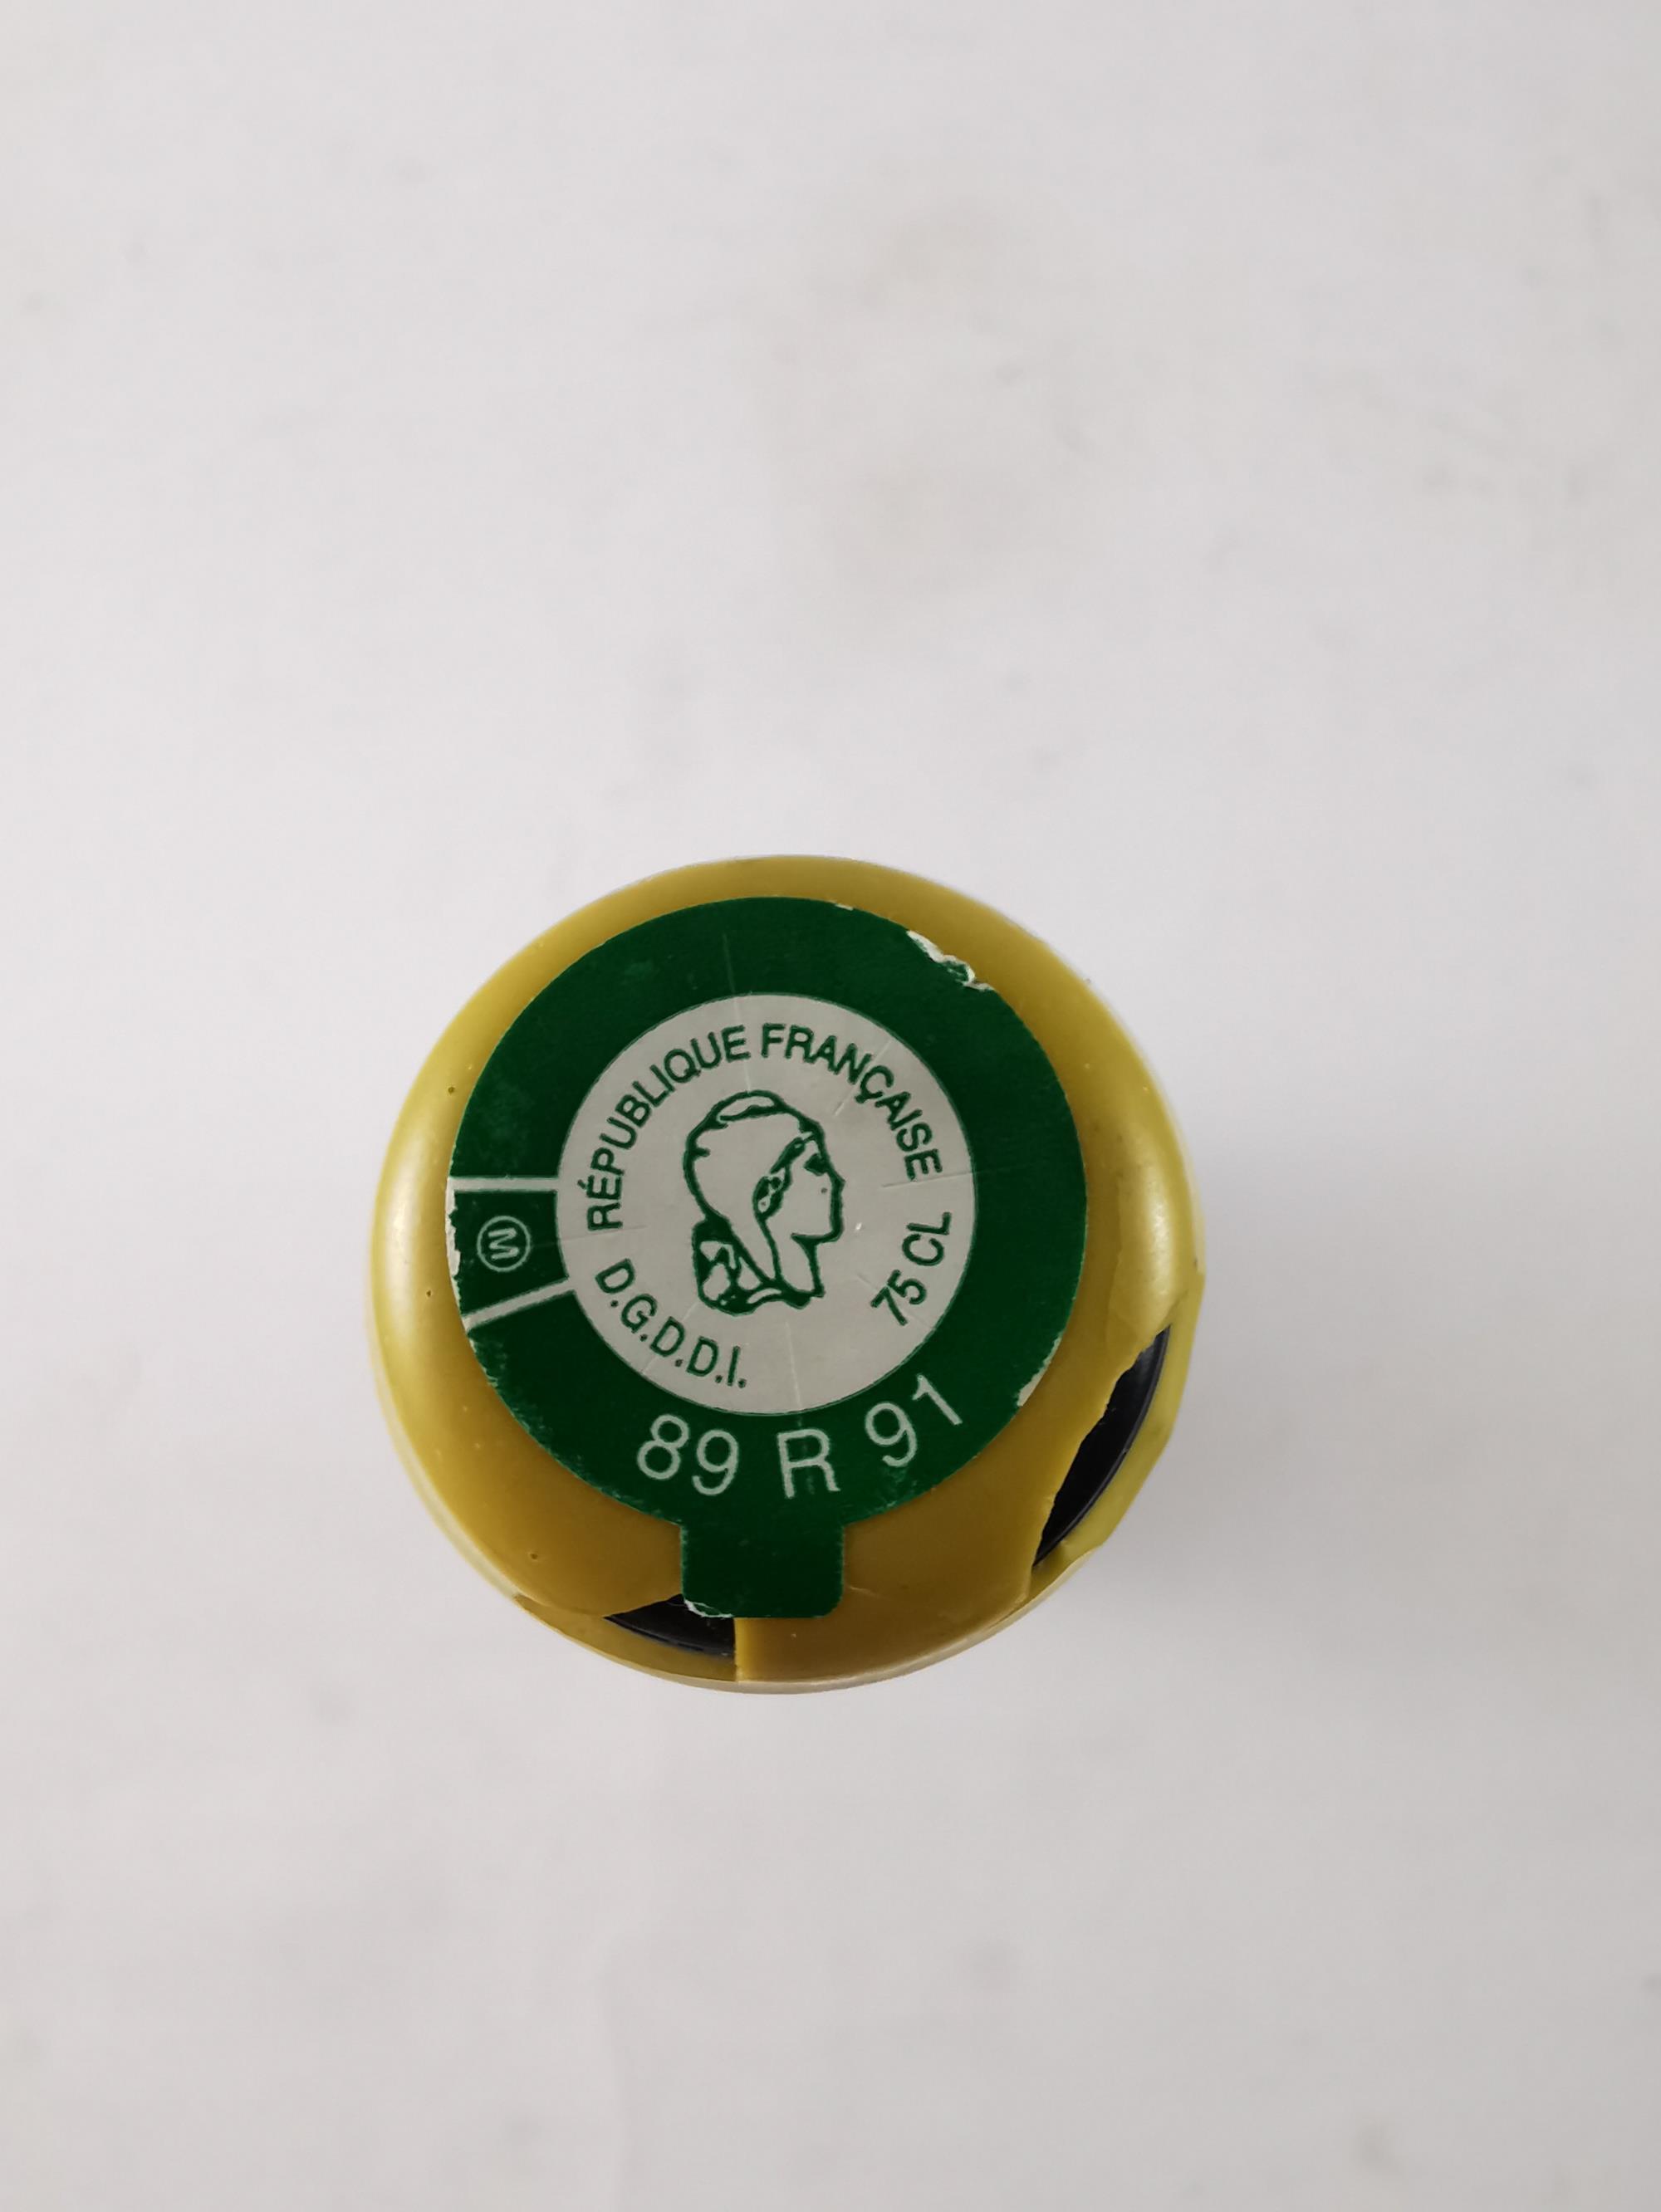 RÉPUBLIQUE FRANÇAISE
75 CL
D.G.D.D.I.
M
89 R 91